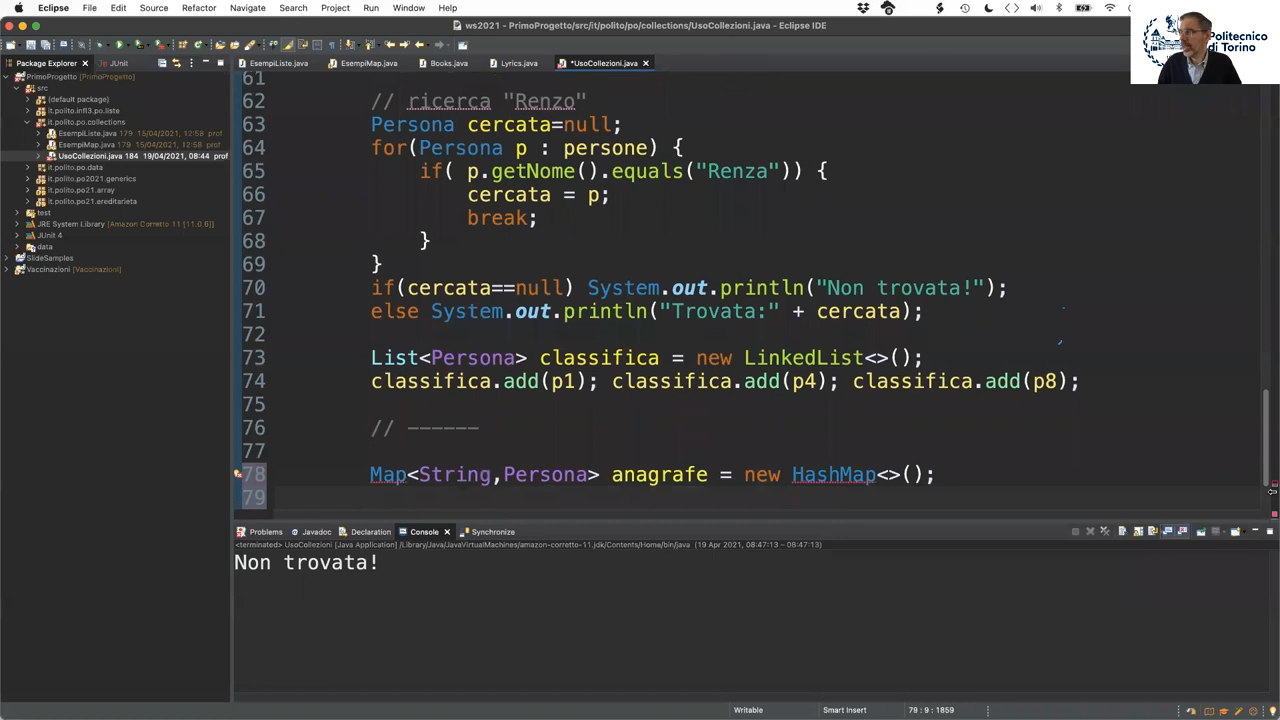 Eclipse File Edit Source Refactor Navigate Search Project Run Window Help
ws2021 - PrimoProgetto/src/it/polito/po/collections/UsoCollezioni.java - Eclipse IDE
Politecnico
di Torino
Package Explorer JUnit
EsempiListe.java EsempiMap.java Books.java Lyrics.java *UsoCollezioni.java
PrimoProgetto [PrimoProgetto]
src
(default package)
it.polito.infl3.po.liste
it.polito.po.collections
EsempiListe.java 179 15/04/2021, 12:58 prof
EsempiMap.java 179 15/04/2021, 12:58 prof
UsoCollezioni.java 184 19/04/2021, 08:44 prof
it.polito.po.data
it.polito.po2021.generics
it.polito.po21.array
it.polito.po21.ereditarieta
test
JRE System Library [Amazon Corretto 11 [11.0.6]]
JUnit 4
data
SlideSamples
Vaccinazioni [Vaccinazioni]
61
62 // ricerca "Renzo"
63 Persona cercata=null;
64 for(Persona p : persone) {
65 if( p.getNome().equals("Renza")) {
66 cercata = p;
67 break;
68 }
69 }
70 if(cercata==null) System.out.println("Non trovata!");
71 else System.out.println("Trovata:" + cercata);
72
73 List<Persona> classifica = new LinkedList<>();
74 classifica.add(p1); classifica.add(p4); classifica.add(p8);
75
76 // ------
77
78 Map<String,Persona> anagrafe = new HashMap<>();
79
Problems Javadoc Declaration Console Synchronize
<terminated> UsoCollezioni [Java Application] /Library/Java/JavaVirtualMachines/amazon-corretto-11.jdk/Contents/Home/bin/java (19 Apr 2021, 08:47:13 – 08:47:13)
Non trovata!
Writable Smart Insert 79 : 9 : 1859